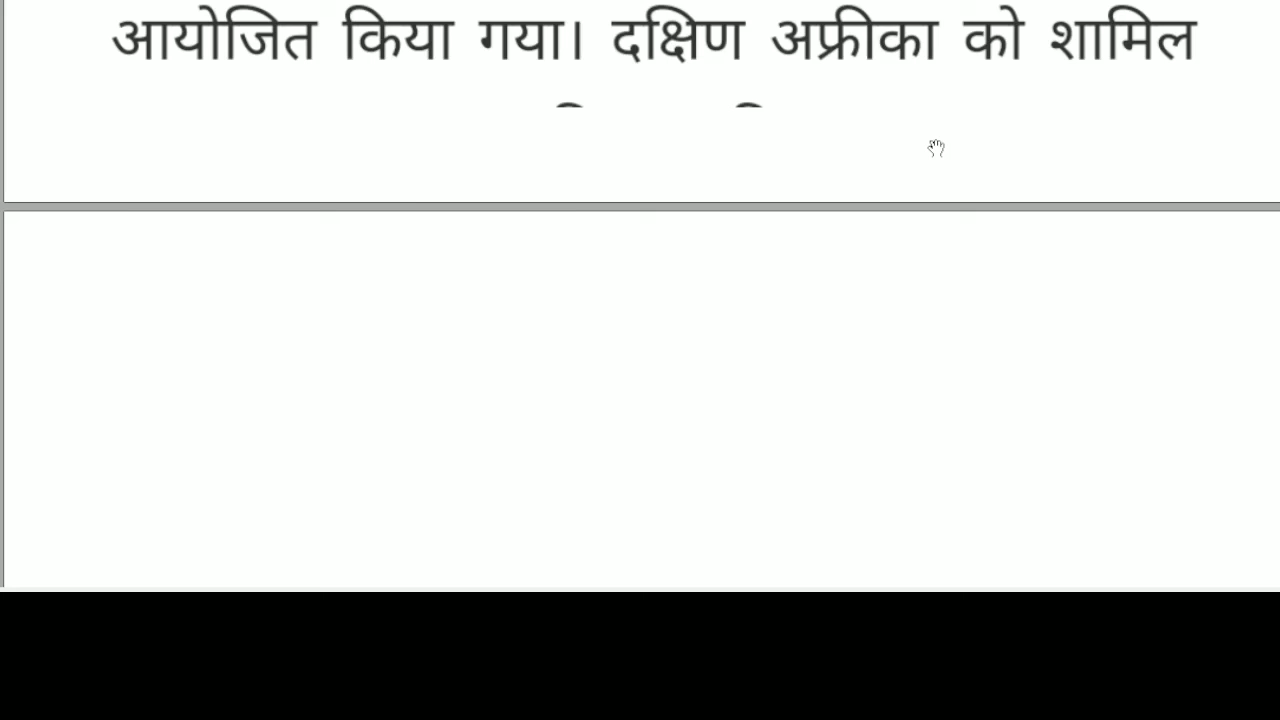 आयोजित किया गया। दक्षिण अफ्रीका को शामिल